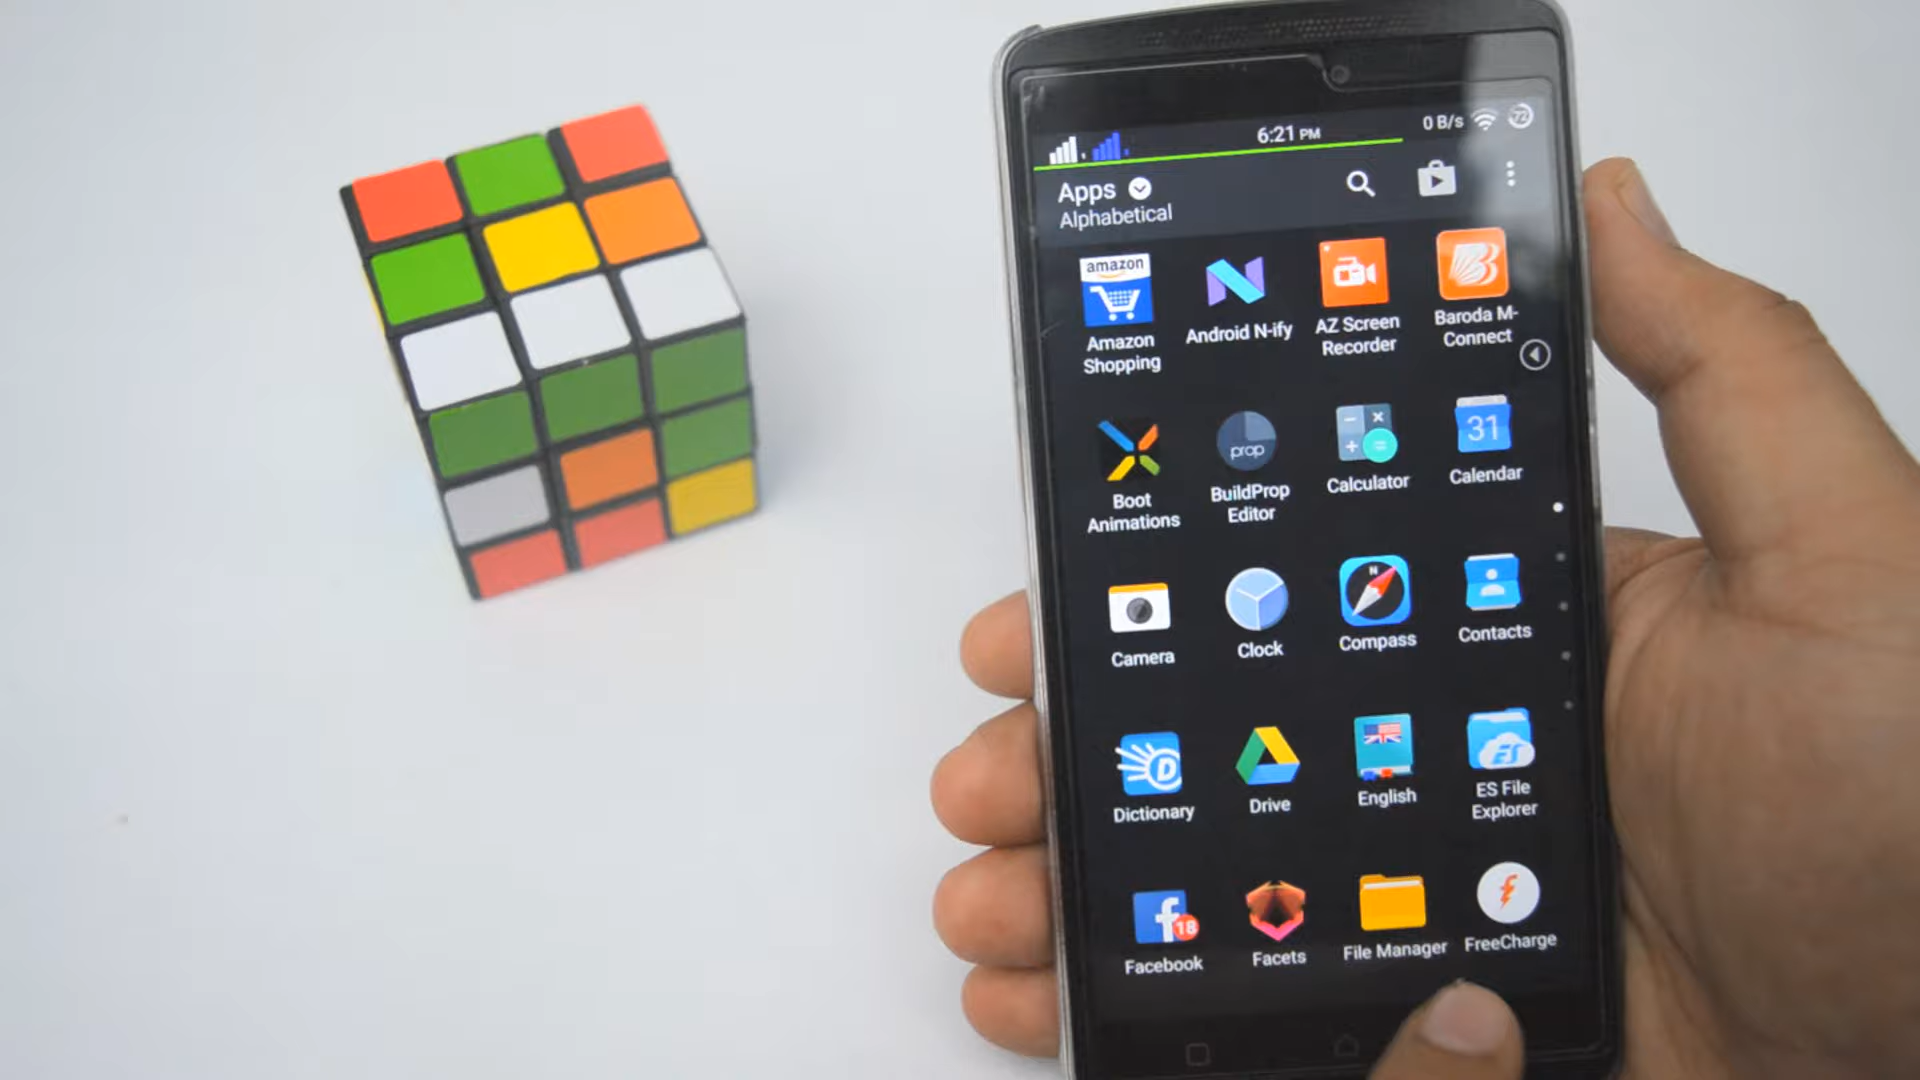 6:21 PM
0 B/s
72
Apps
Alphabetical
amazon
Amazon
Shopping
Android N-ify
AZ Screen
Recorder
Baroda M-
Connect
Boot
Animations
prop
BuildProp
Editor
Calculator
31
Calendar
Camera
Clock
N
Compass
Contacts
D
Dictionary
Drive
English
ES
ES File
Explorer
f
18
Facebook
Facets
File Manager
FreeCharge